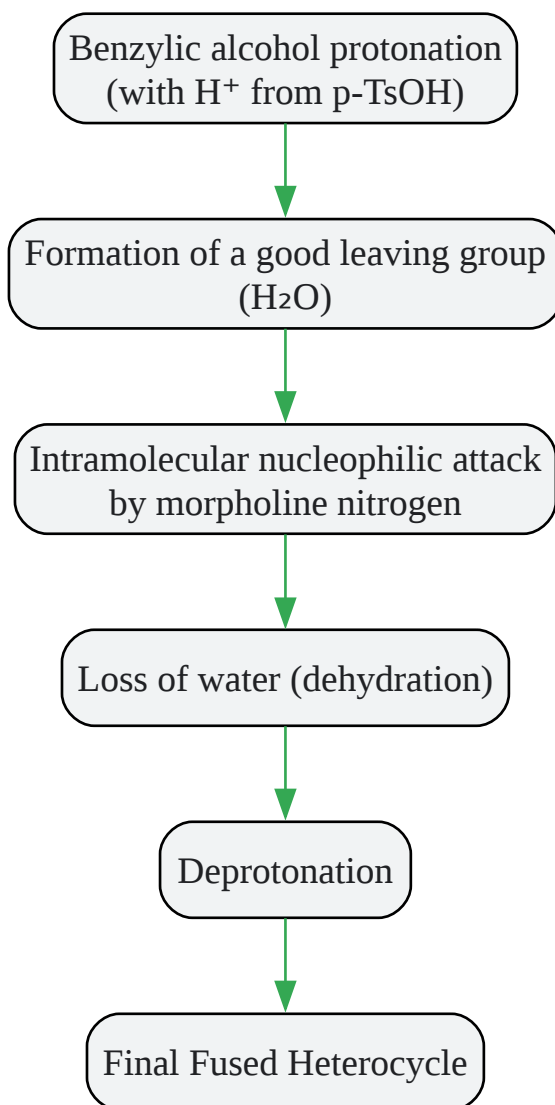 Benzylic alcohol protonation
(with H⁺ from p-TsOH)
Formation of a good leaving group
(H₂O)
Intramolecular nucleophilic attack
by morpholine nitrogen
Loss of water (dehydration)
Deprotonation
Final Fused Heterocycle